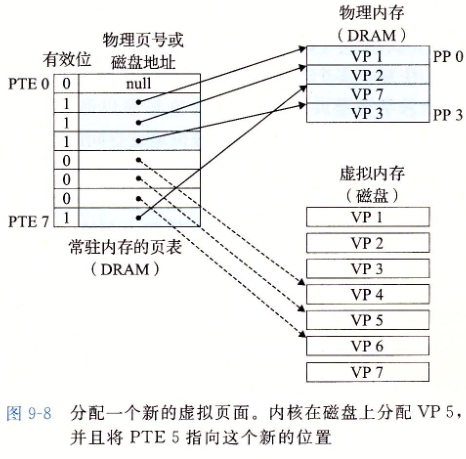 物理页号或
有效位 磁盘地址
PTE 0 0 null
1
1
1
0
0
0
PTE 7 1
常驻内存的页表
（DRAM）
物理内存
（DRAM）
VP 1 PP 0
VP 2
VP 7
VP 3 PP 3
虚拟内存
（磁盘）
VP 1
VP 2
VP 3
VP 4
VP 5
VP 6
VP 7
图 9-8 分配一个新的虚拟页面。内核在磁盘上分配 VP 5，
并且将 PTE 5 指向这个新的位置